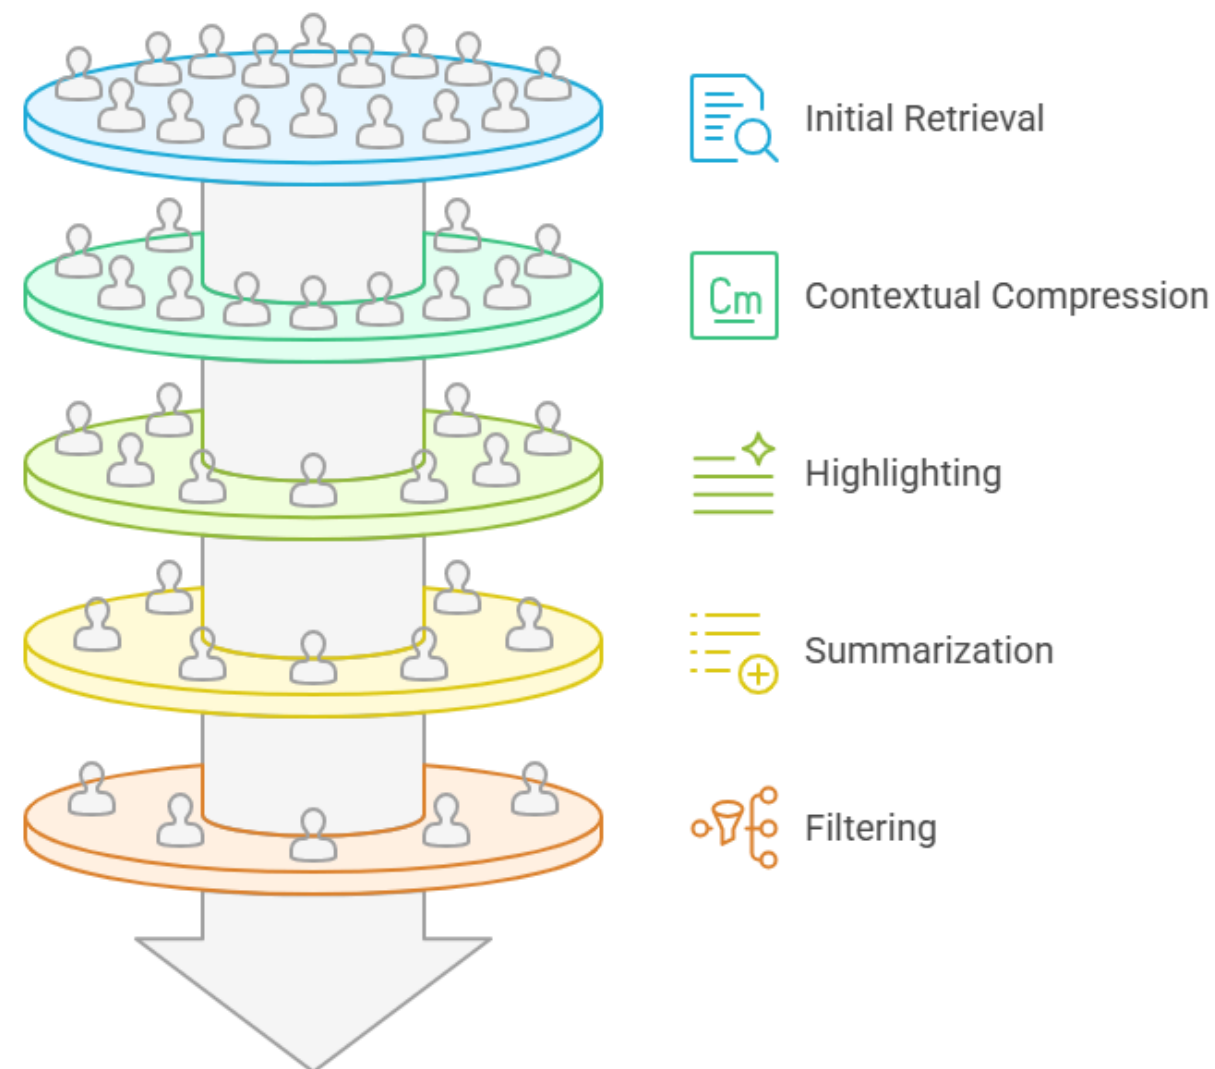 Initial Retrieval
Cm
Contextual Compression
Highlighting
Summarization
Filtering